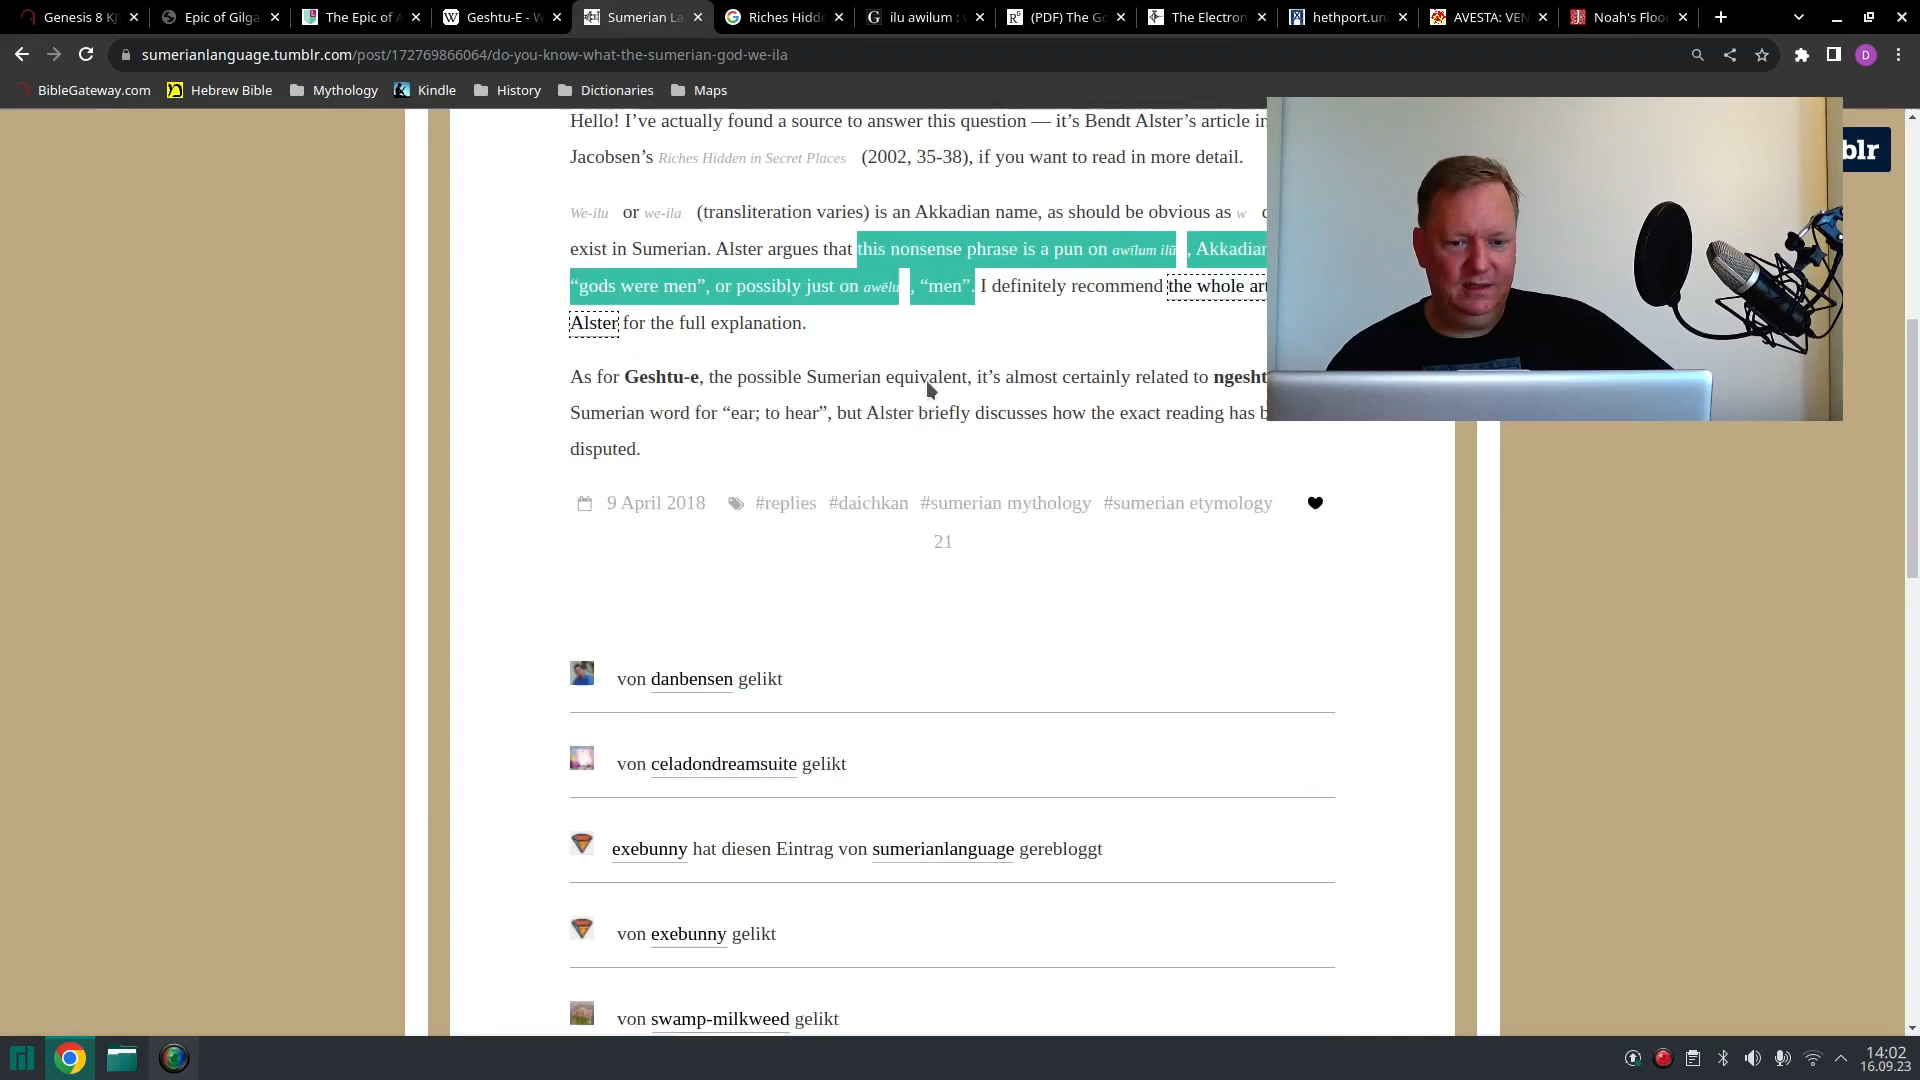 Genesis 8 KJ
Epic of Gilga
The Epic of A
Geshtu-E - W
Sumerian La
Riches Hidde
ilu awilum :
(PDF) The Go
The Electron
hethport.uni
AVESTA: VEN
Noah's Floo
sumerianlanguage.tumblr.com/post/172769866064/do-you-know-what-the-sumerian-god-we-ila
BibleGateway.com Hebrew Bible Mythology Kindle History Dictionaries Maps
Hello! I've actually found a source to answer this question — it's Bendt Alster's article in
Jacobsen's Riches Hidden in Secret Places (2002, 35-38), if you want to read in more detail.
blr
We-ilu or we-ila (transliteration varies) is an Akkadian name, as should be obvious as w
exist in Sumerian. Alster argues that this nonsense phrase is a pun on awīlum ilū, Akkadian
"gods were men", or possibly just on awēlu, "men". I definitely recommend the whole art
Alster for the full explanation.
As for Geshtu-e, the possible Sumerian equivalent, it's almost certainly related to ngesht
Sumerian word for "ear; to hear", but Alster briefly discusses how the exact reading has b
disputed.
9 April 2018 #replies #daichkan #sumerian mythology #sumerian etymology
21
von danbensen gelikt
von celadondreamsuite gelikt
exebunny hat diesen Eintrag von sumerianlanguage gerebloggt
von exebunny gelikt
von swamp-milkweed gelikt
14:02
16.09.23